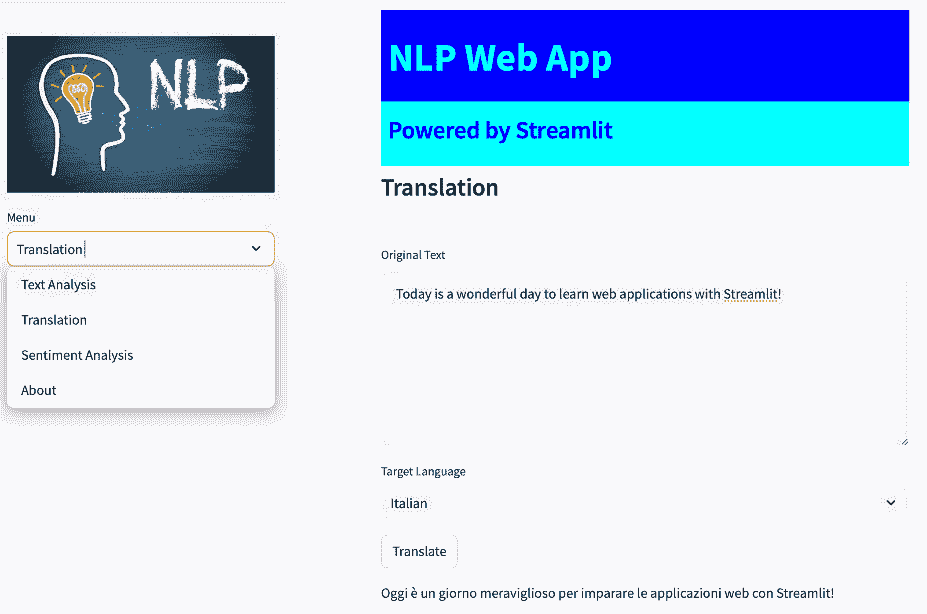 NLP
Menu
Translation
Text Analysis
Translation
Sentiment Analysis
About
NLP Web App
Powered by Streamlit
Translation
Original Text
Today is a wonderful day to learn web applications with Streamlit!
Target Language
Italian
Translate
Oggi è un giorno meraviglioso per imparare le applicazioni web con Streamlit!